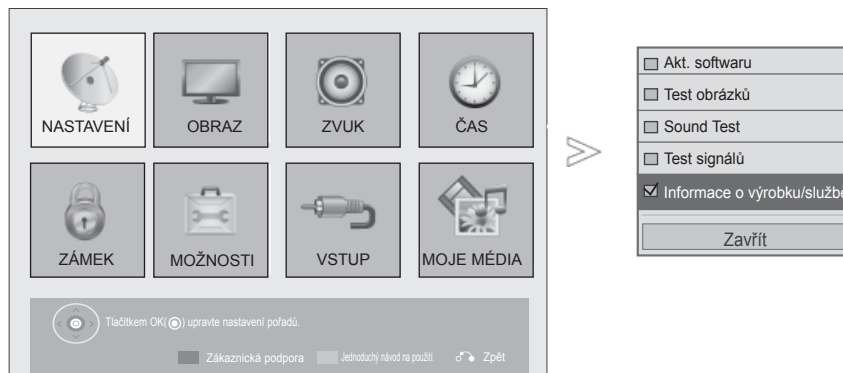 NASTAVENÍ
OBRAZ
ZVUK
ČAS
ZÁMEK
MOŽNOSTI
VSTUP
MOJE MÉDIA
Tlačítkem OK(◉) upravte nastavení pořadů.
Zákaznická podpora Jednoduchý návod na použití. Zpět
Akt. softwaru
Test obrázků
Sound Test
Test signálů
Informace o výrobku/službě
Zavřít